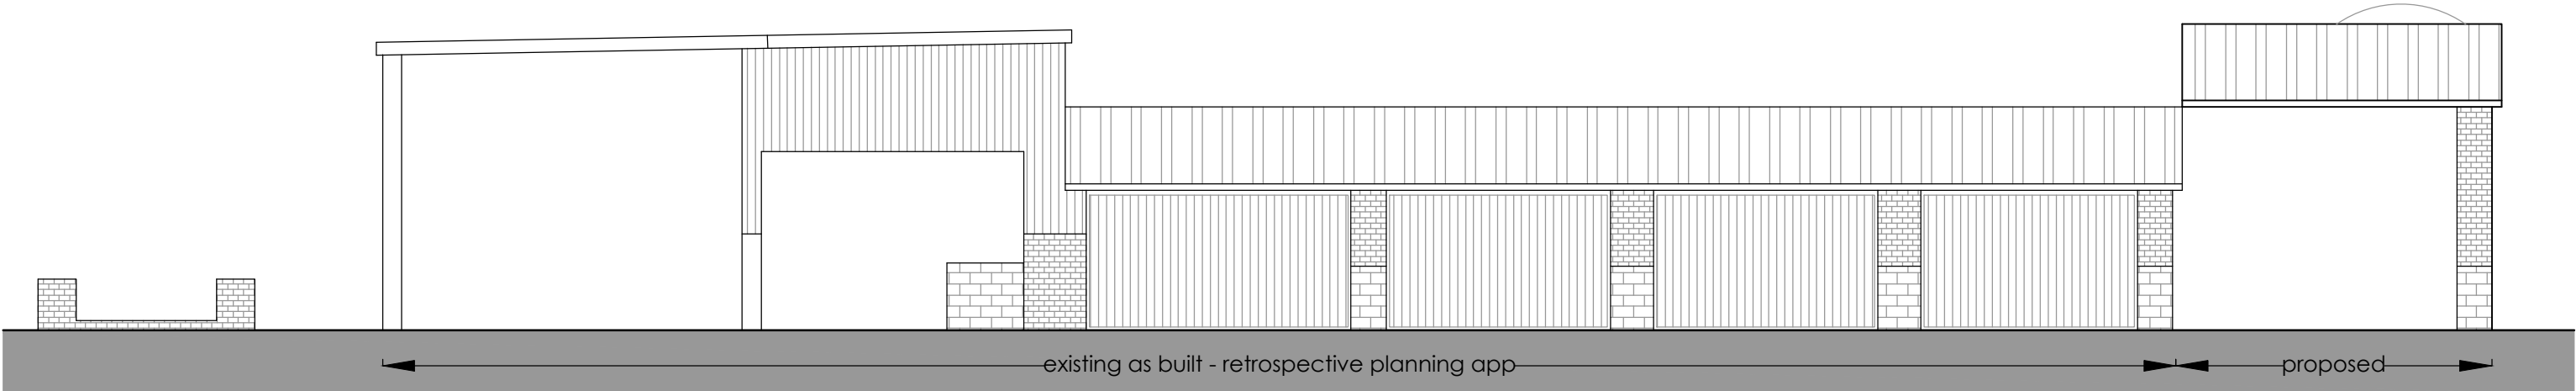 existing as built - retrospective planning app
proposed